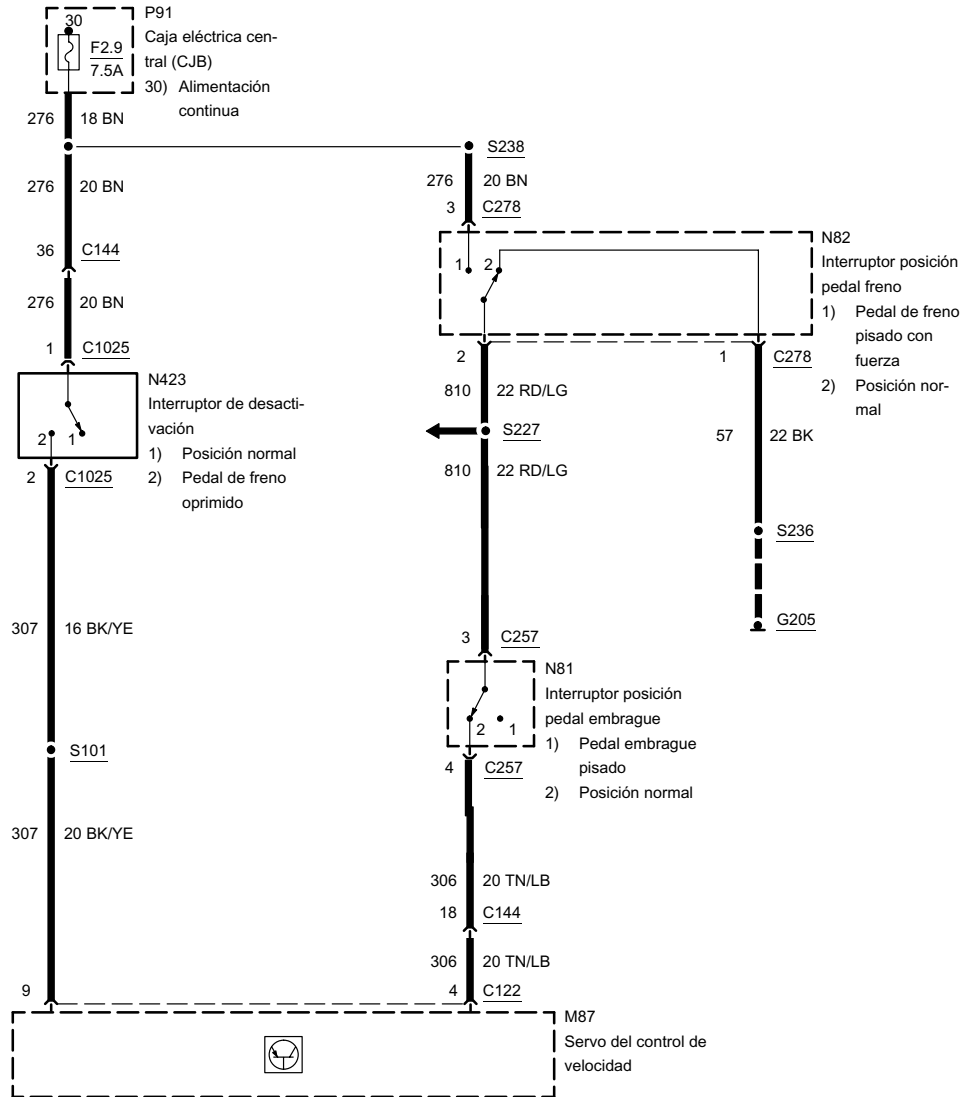 P91
30
Caja eléctrica cen-
tral (CJB)
F2.9
7.5A
30) Alimentación
continua
276 18 BN
S238
276 20 BN
276 20 BN
3 C278
36 C144
N82
Interruptor posición
pedal freno
1) Pedal de freno
pisado con
fuerza
2) Posición nor-
mal
1 2
276 20 BN
1 C1025
2
1 C278
N423
Interruptor de desacti-
vación
1) Posición normal
2) Pedal de freno
oprimido
2 1
810 22 RD/LG
S227
57 22 BK
2 C1025
810 22 RD/LG
S236
G205
307 16 BK/YE
3 C257
N81
Interruptor posición
pedal embrague
1) Pedal embrague
pisado
2) Posición normal
2 1
S101
4 C257
307 20 BK/YE
306 20 TN/LB
18 C144
306 20 TN/LB
9
4 C122
M87
Servo del control de
velocidad